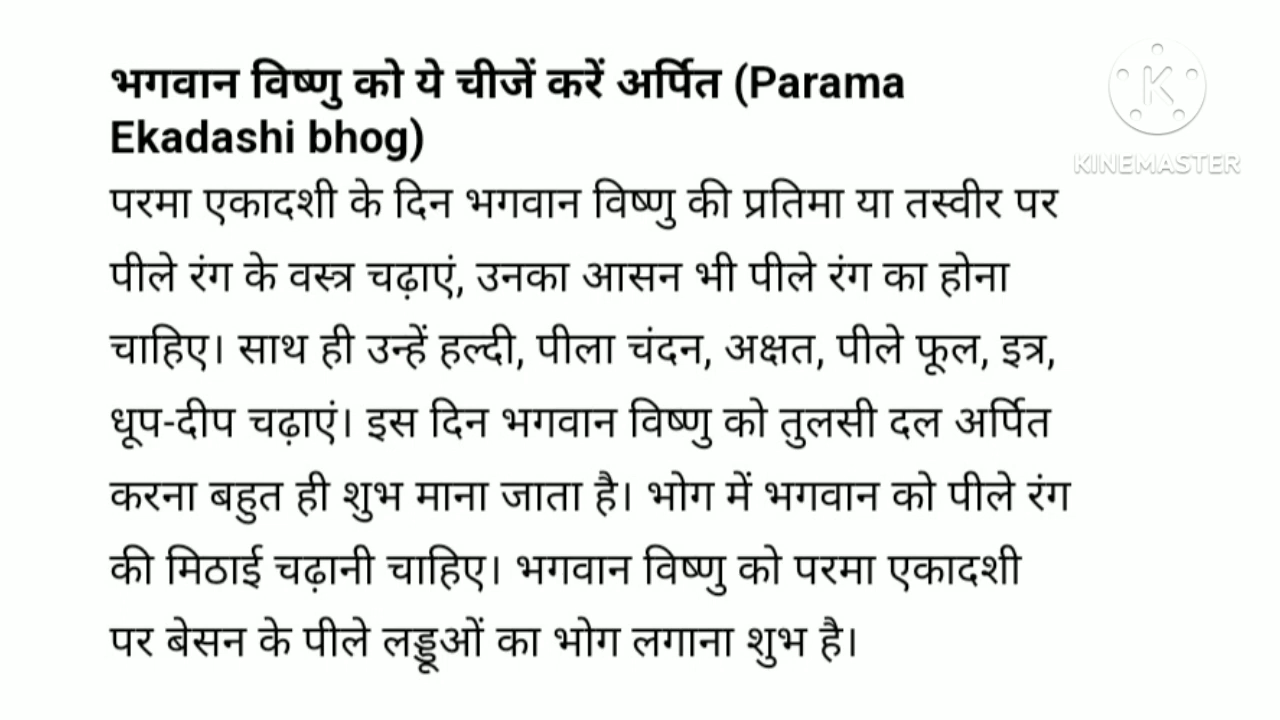 भगवान विष्णु को ये चीजें करें अर्पित (Parama
Ekadashi bhog)
परमा एकादशी के दिन भगवान विष्णु की प्रतिमा या तस्वीर पर
पीले रंग के वस्त्र चढ़ाएं, उनका आसन भी पीले रंग का होना
चाहिए। साथ ही उन्हें हल्दी, पीला चंदन, अक्षत, पीले फूल, इत्र,
धूप-दीप चढ़ाएं। इस दिन भगवान विष्णु को तुलसी दल अर्पित
करना बहुत ही शुभ माना जाता है। भोग में भगवान को पीले रंग
की मिठाई चढ़ानी चाहिए। भगवान विष्णु को परमा एकादशी
पर बेसन के पीले लड्डूओं का भोग लगाना शुभ है।
K
KINEMASTER